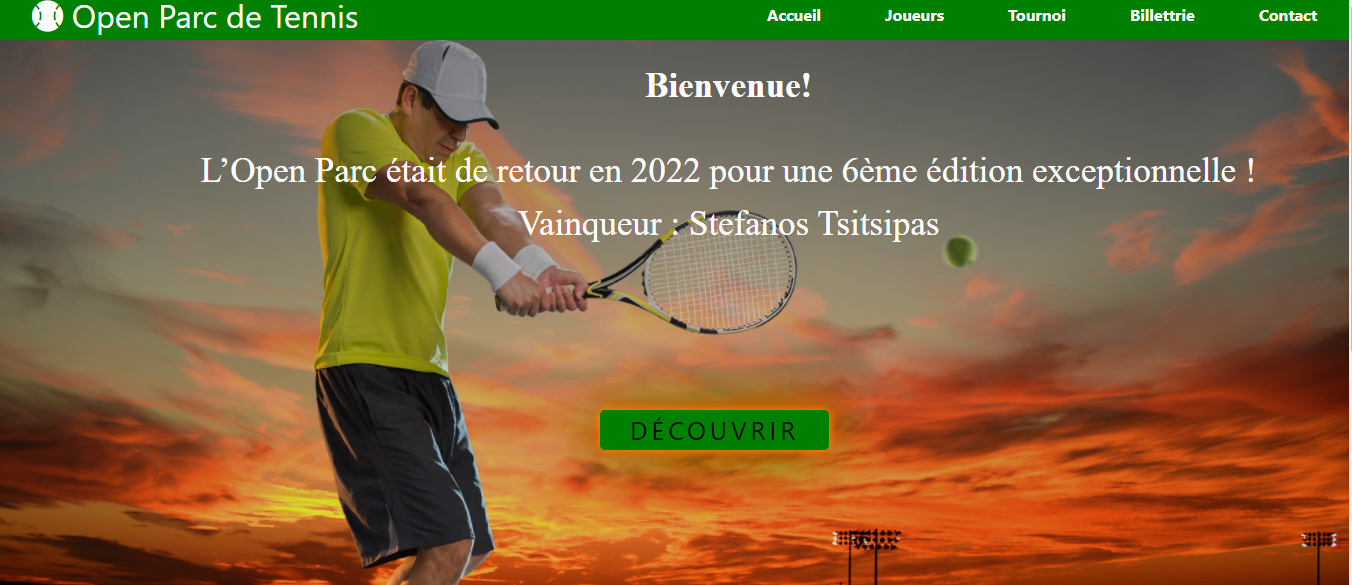 Open Parc de Tennis
Accueil Joueurs Tournoi Billettrie Contact
Bienvenue!
L’Open Parc était de retour en 2022 pour une 6ème édition exceptionnelle !
Vainqueur : Stefanos Tsitsipas
DÉCOUVRIR